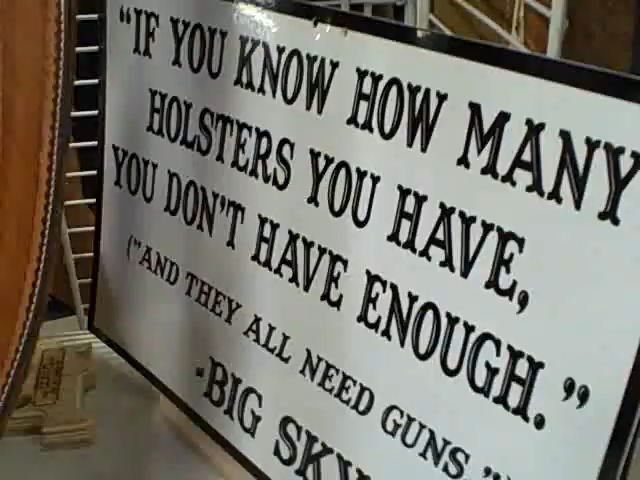 "IF YOU KNOW HOW MANY
HOLSTERS YOU HAVE,
YOU DON'T HAVE ENOUGH."
("AND THEY ALL NEED GUNS."
-BIG SKY